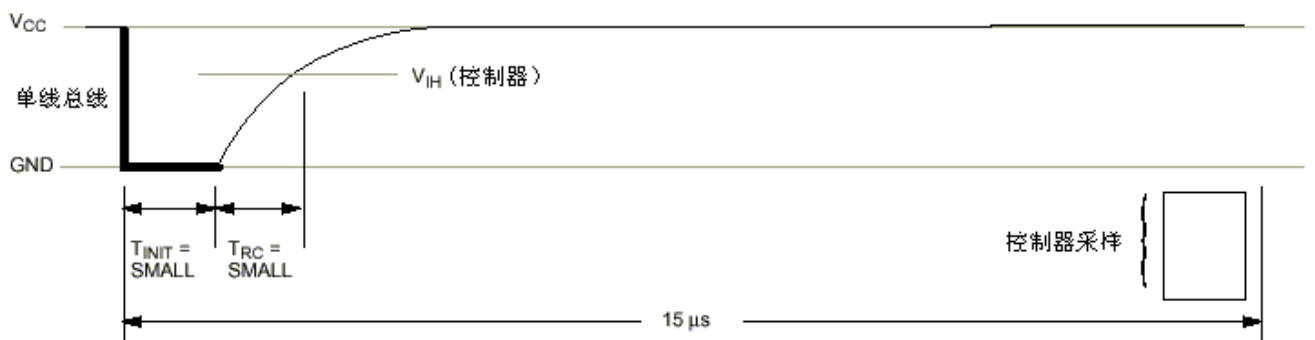 VCC
VIH (控制器)
单线总线
GND
TINIT =
SMALL
TRC =
SMALL
控制器采样
15 μs